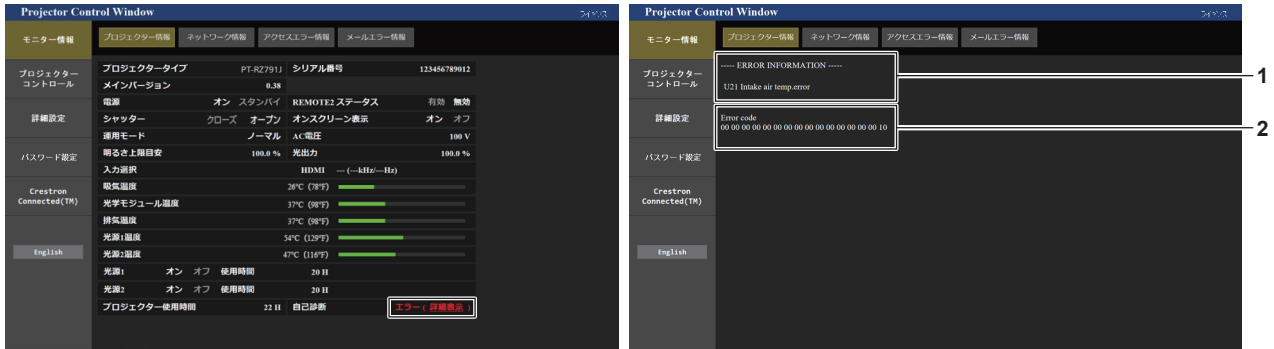 Projector Control Window
ライセンス
モニター情報
プロジェクター情報 ネットワーク情報 アクセスエラー情報 メールエラー情報
プロジェクター
コントロール
詳細設定
パスワード設定
Crestron
Connected(TM)
English
プロジェクタータイプ PT-RZ791J シリアル番号 123456789012
メインバージョン 0.38
電源 オン スタンバイ REMOTE2 ステータス 有効 無効
シャッター クローズ オープン オンスクリーン表示 オン オフ
運用モード ノーマル AC電圧 100 V
明るさ上限目安 100.0 % 光出力 100.0 %
入力選択 HDMI --- (---kHz/---Hz)
吸気温度 26°C (78°F)
光学モジュール温度 37°C (98°F)
排気温度 37°C (98°F)
光源1温度 54°C (129°F)
光源2温度 47°C (116°F)
光源1 オン オフ 使用時間 20 H
光源2 オン オフ 使用時間 20 H
プロジェクター使用時間 22 H 自己診断 エラー ( 詳細表示 )
Projector Control Window
ライセンス
モニター情報
プロジェクター情報 ネットワーク情報 アクセスエラー情報 メールエラー情報
プロジェクター
コントロール
詳細設定
パスワード設定
Crestron
Connected(TM)
English
----- ERROR INFORMATION -----
U21 Intake air temp.error
1
Error code
00 00 00 00 00 00 00 00 00 00 00 00 00 00 00 10
2